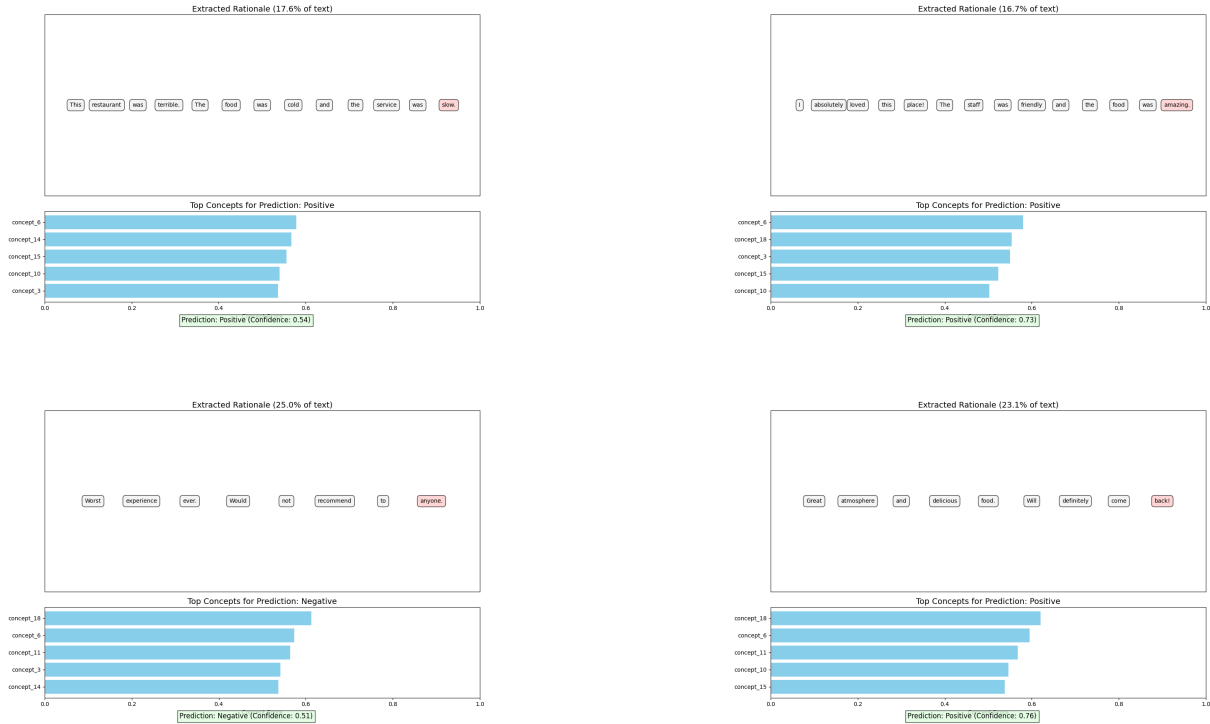 Extracted Rationale (17.6% of text)
This restaurant was terrible. The food was cold and the service was slow.
Top Concepts for Prediction: Positive
concept_6
concept_14
concept_15
concept_10
concept_3
0.0 0.2 0.4 0.6 0.8 1.0
Prediction: Positive (Confidence: 0.54)
Extracted Rationale (16.7% of text)
I absolutely loved this place! The staff was friendly and the food was amazing.
Top Concepts for Prediction: Positive
concept_6
concept_18
concept_3
concept_15
concept_10
0.0 0.2 0.4 0.6 0.8 1.0
Prediction: Positive (Confidence: 0.73)
Extracted Rationale (25.0% of text)
Worst experience ever. Would not recommend to anyone.
Top Concepts for Prediction: Negative
concept_18
concept_6
concept_11
concept_3
concept_14
0.0 0.2 0.4 0.6 0.8 1.0
Prediction: Negative (Confidence: 0.51)
Extracted Rationale (23.1% of text)
Great atmosphere and delicious food. Will definitely come back!
Top Concepts for Prediction: Positive
concept_18
concept_6
concept_11
concept_10
concept_15
0.0 0.2 0.4 0.6 0.8 1.0
Prediction: Positive (Confidence: 0.76)